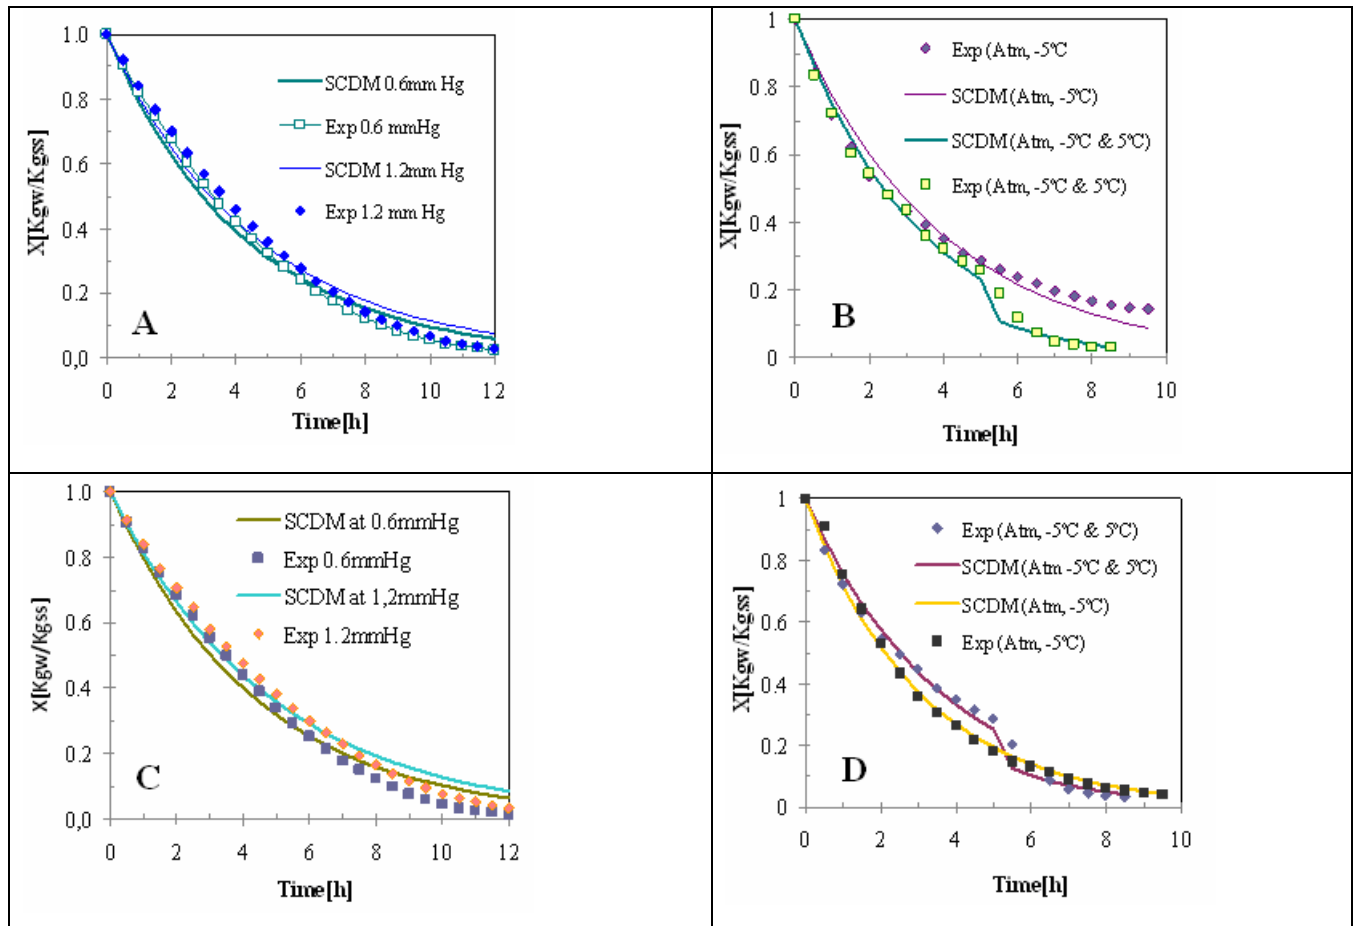 1.0
0.8
0.6
0.4
0.2
0,0
X[Kgw/Kgss]
SCDM 0.6mm Hg
Exp 0.6 mmHg
SCDM 1.2mm Hg
Exp 1.2 mm Hg
A
0 2 4 6 8 10 12
Time[h]
1
0.8
0.6
0.4
0.2
0
X[Kgw/Kgss]
Exp (Atm, -5ºC
SCDM (Atm, -5ºC)
SCDM (Atm, -5ºC & 5ºC)
Exp (Atm, -5ºC & 5ºC)
B
0 2 4 6 8 10
Time[h]
1.0
0.8
0.6
0.4
0.2
0,0
X[Kgw/Kgss]
SCDM at 0.6mmHg
Exp 0.6mmHg
SCDM at 1,2mmHg
Exp 1.2mmHg
C
0 2 4 6 8 10 12
Time[h]
1
0.8
0.6
0.4
0.2
0
X[Kgw/Kgss]
Exp (Atm, -5ºC & 5ºC)
SCDM (Atm -5ºC & 5ºC)
SCDM (Atm, -5ºC)
Exp (Atm, -5ºC)
D
0 2 4 6 8 10
Time[h]